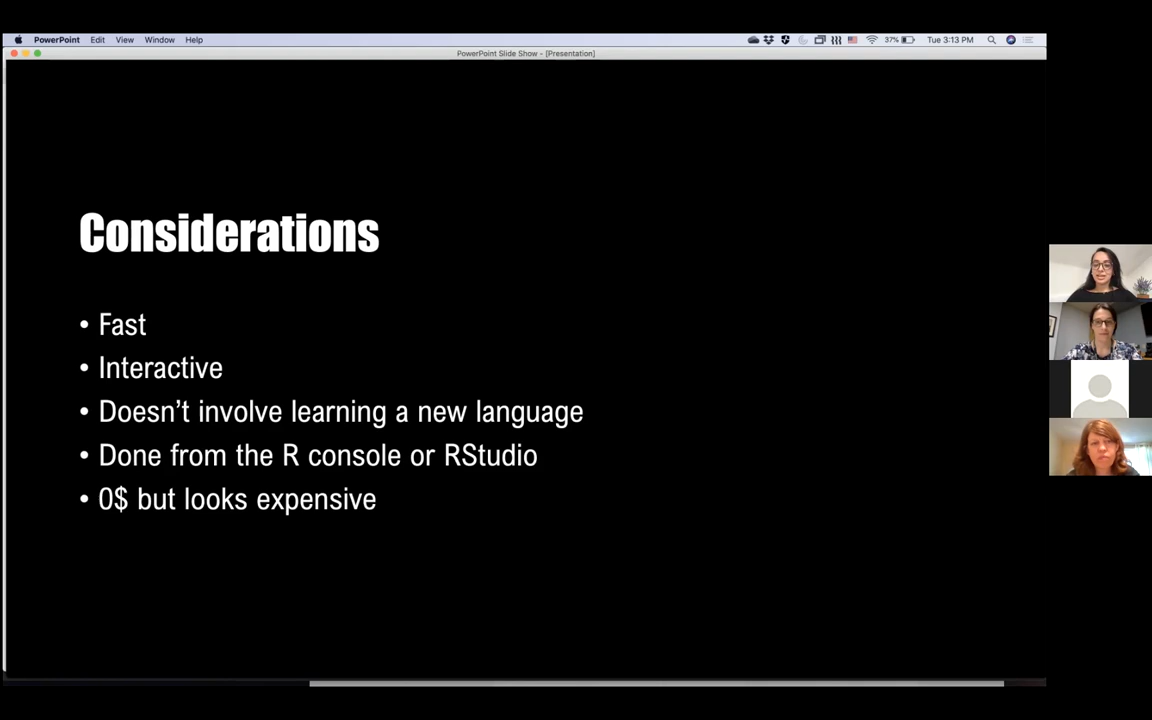 PowerPoint Edit View Window Help 37% Tue 3:13 PM
PowerPoint Slide Show - [Presentation]
Considerations
• Fast
• Interactive
• Doesn't involve learning a new language
• Done from the R console or RStudio
• 0$ but looks expensive